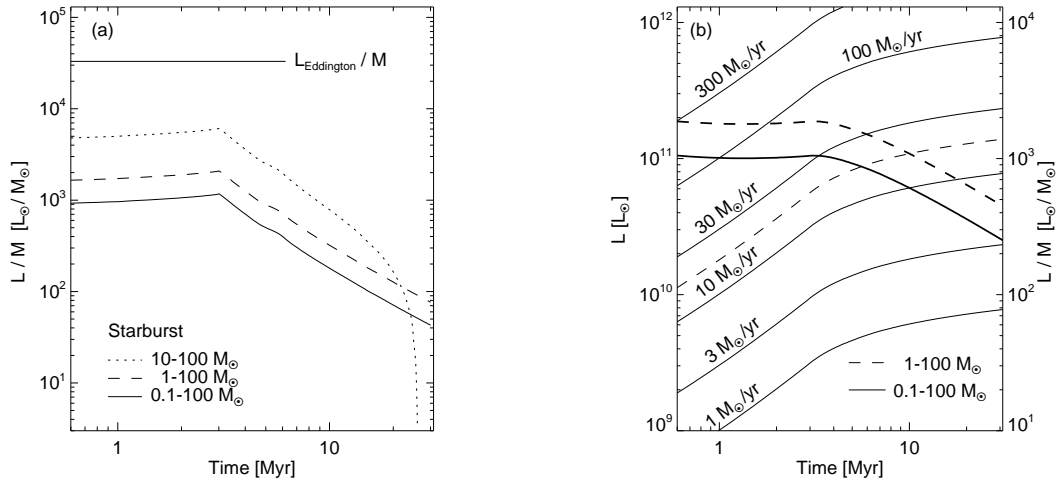 (a)
L_Eddington / M
10^5
10^4
10^3
10^2
10^1
L / M [L_⊙/M_⊙]
Starburst
10-100 M_⊙
1-100 M_⊙
0.1-100 M_⊙
1
10
Time [Myr]
(b)
10^12
10^11
10^10
10^9
L [L_⊙]
300 M_⊙/yr
100 M_⊙/yr
30 M_⊙/yr
10 M_⊙/yr
3 M_⊙/yr
1 M_⊙/yr
1-100 M_⊙
0.1-100 M_⊙
10^4
10^3
10^2
10^1
L / M [L_⊙/M_⊙]
1
10
Time [Myr]